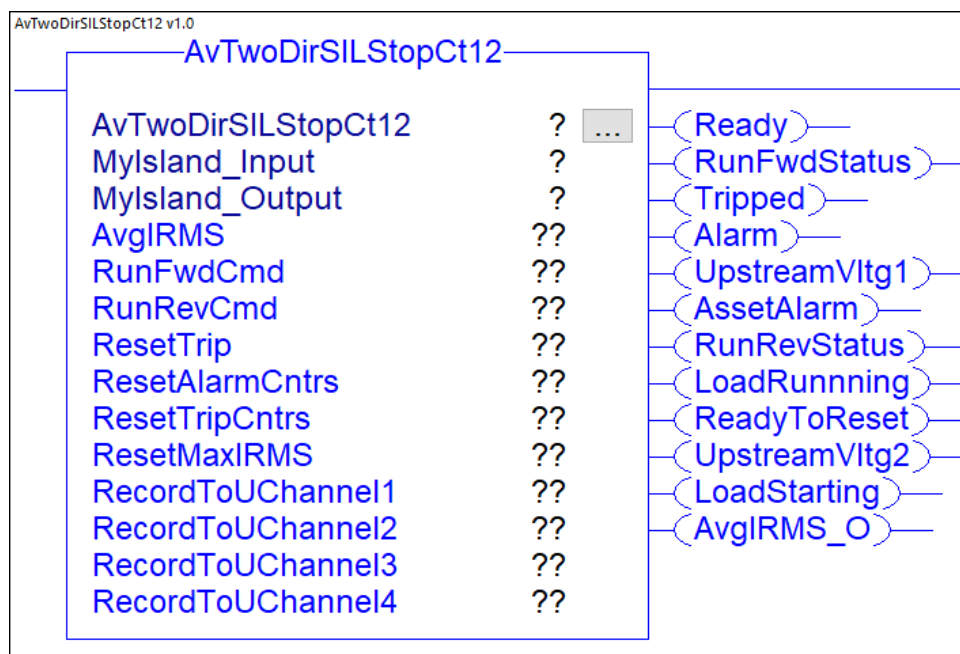 AvTwoDirSILStopCt12 v1.0
AvTwoDirSILStopCt12
AvTwoDirSILStopCt12 ? ... Ready
MyIsland_Input ? RunFwdStatus
MyIsland_Output ? Tripped
AvgIRMS ?? Alarm
RunFwdCmd ?? UpstreamVltg1
RunRevCmd ?? AssetAlarm
ResetTrip ?? RunRevStatus
ResetAlarmCntrs ?? LoadRunnning
ResetTripCntrs ?? ReadyToReset
ResetMaxIRMS ?? UpstreamVltg2
RecordToUChannel1 ?? LoadStarting
RecordToUChannel2 ?? AvgIRMS_O
RecordToUChannel3 ??
RecordToUChannel4 ??